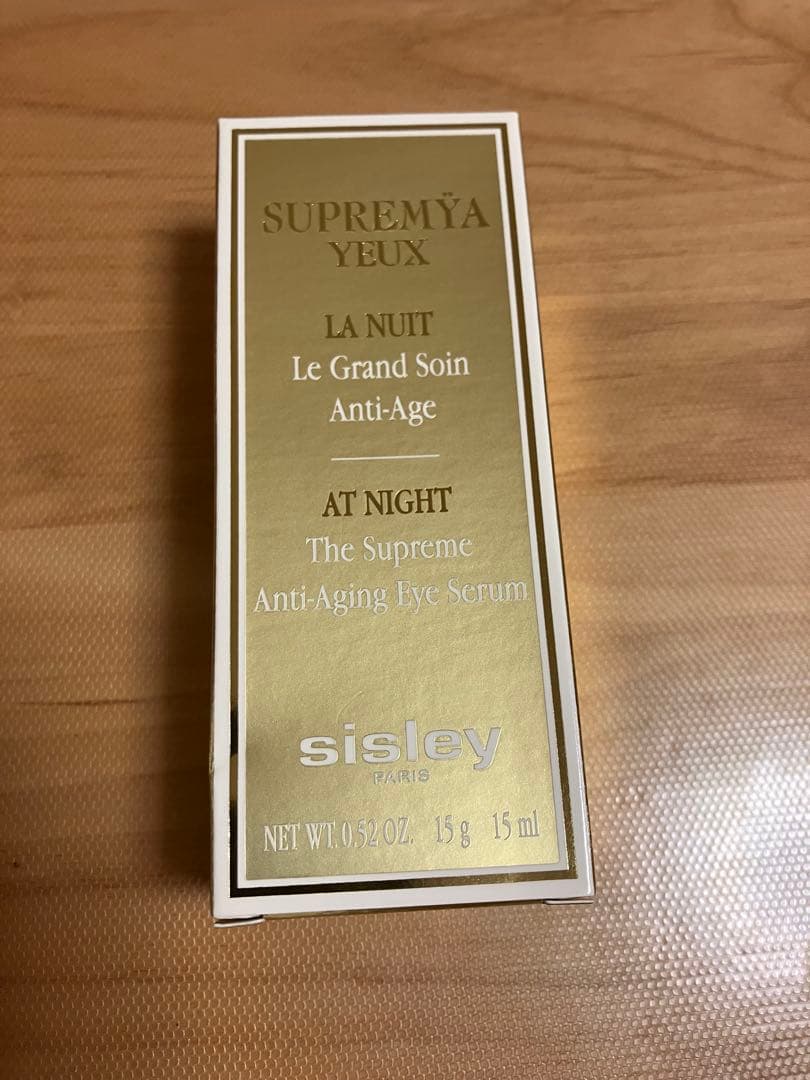 SUPREMŸA
YEUX
LA NUIT
Le Grand Soin
Anti-Age
AT NIGHT
The Supreme
Anti-Aging Eye Serum
sisley
PARIS
NET WT. 0.52 OZ. 15 g 15 ml